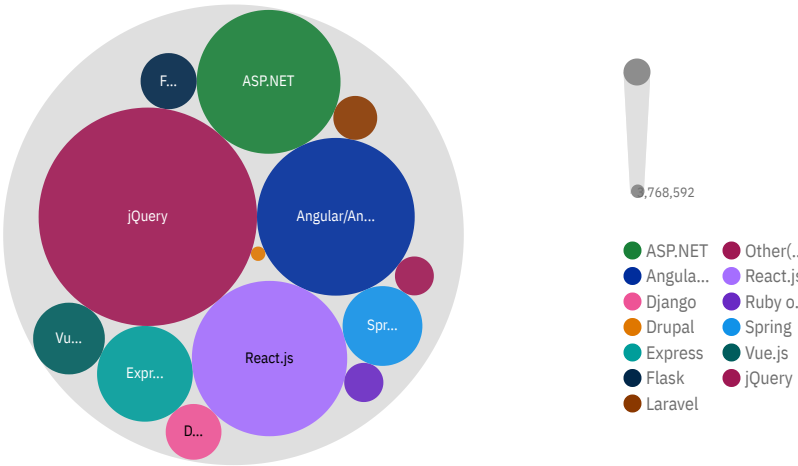 F...
ASP.NET
jQuery
Angular/An...
Vu...
Expr...
React.js
Spr...
D...
3,768,592
ASP.NET
Angula...
Django
Drupal
Express
Flask
Laravel
Other(..
React.js
Ruby o..
Spring
Vue.js
jQuery